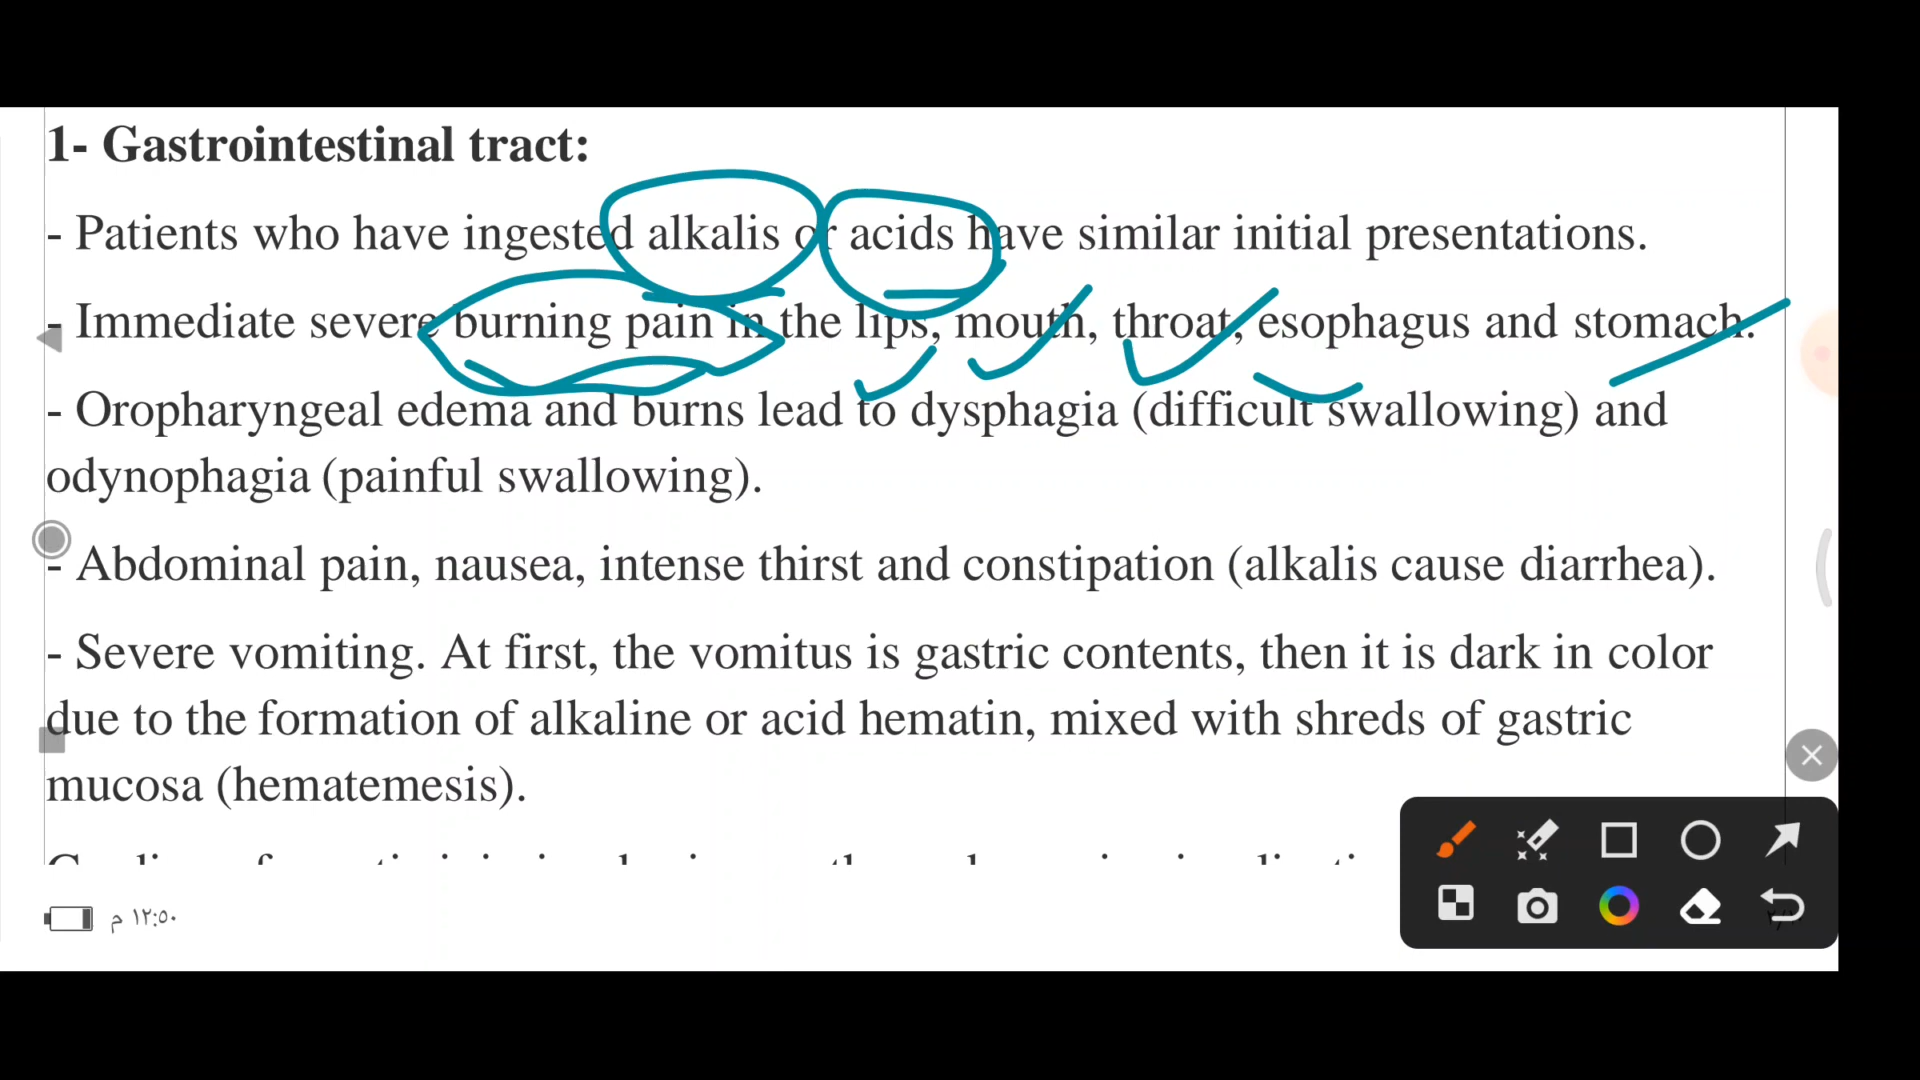 1- Gastrointestinal tract:
- Patients who have ingested alkalis or acids have similar initial presentations.
- Immediate severe burning pain in the lips, mouth, throat, esophagus and stomach.
- Oropharyngeal edema and burns lead to dysphagia (difficult swallowing) and
odynophagia (painful swallowing).
- Abdominal pain, nausea, intense thirst and constipation (alkalis cause diarrhea).
- Severe vomiting. At first, the vomitus is gastric contents, then it is dark in color
due to the formation of alkaline or acid hematin, mixed with shreds of gastric
mucosa (hematemesis).
١٢:٥٠ م